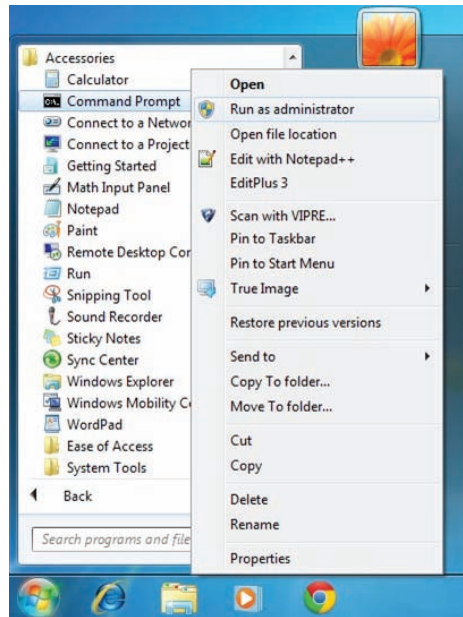 Accessories
Calculator
Command Prompt
Connect to a Networ
Connect to a Project
Getting Started
Math Input Panel
Notepad
Paint
Remote Desktop Cor
Run
Snipping Tool
Sound Recorder
Sticky Notes
Sync Center
Windows Explorer
Windows Mobility C
WordPad
Ease of Access
System Tools
Back
Search programs and file
Open
Run as administrator
Open file location
Edit with Notepad++
EditPlus 3
Scan with VIPRE...
Pin to Taskbar
Pin to Start Menu
True Image
Restore previous versions
Send to
Copy To folder...
Move To folder...
Cut
Copy
Delete
Rename
Properties